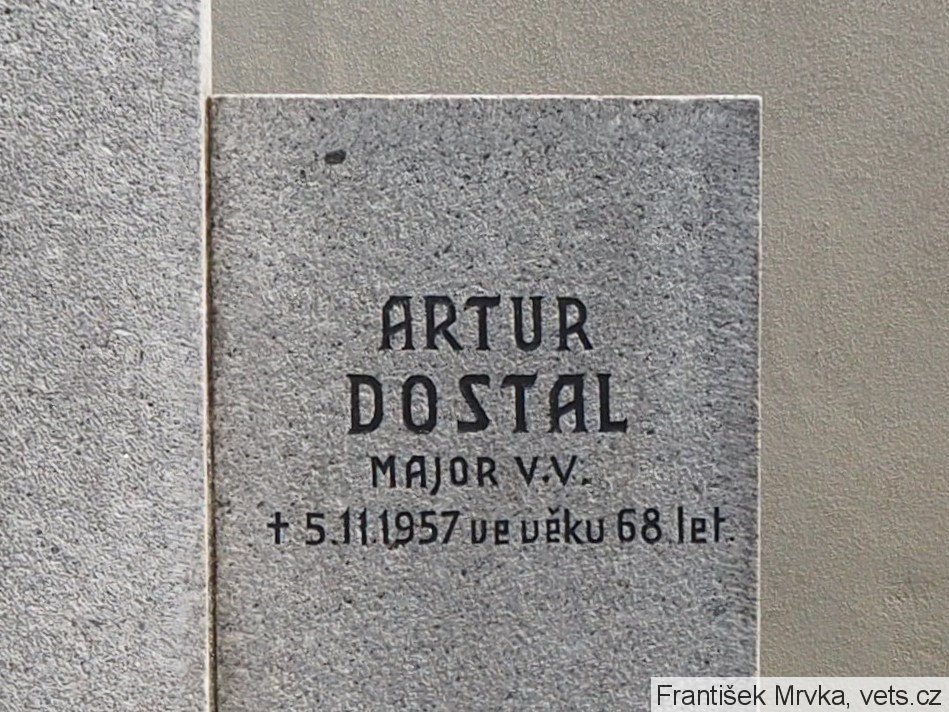 ARTUR
DOSTAL
MAJOR V.V.
† 5.11.1957 ve věku 68 let.
František Mrvka, vets.cz